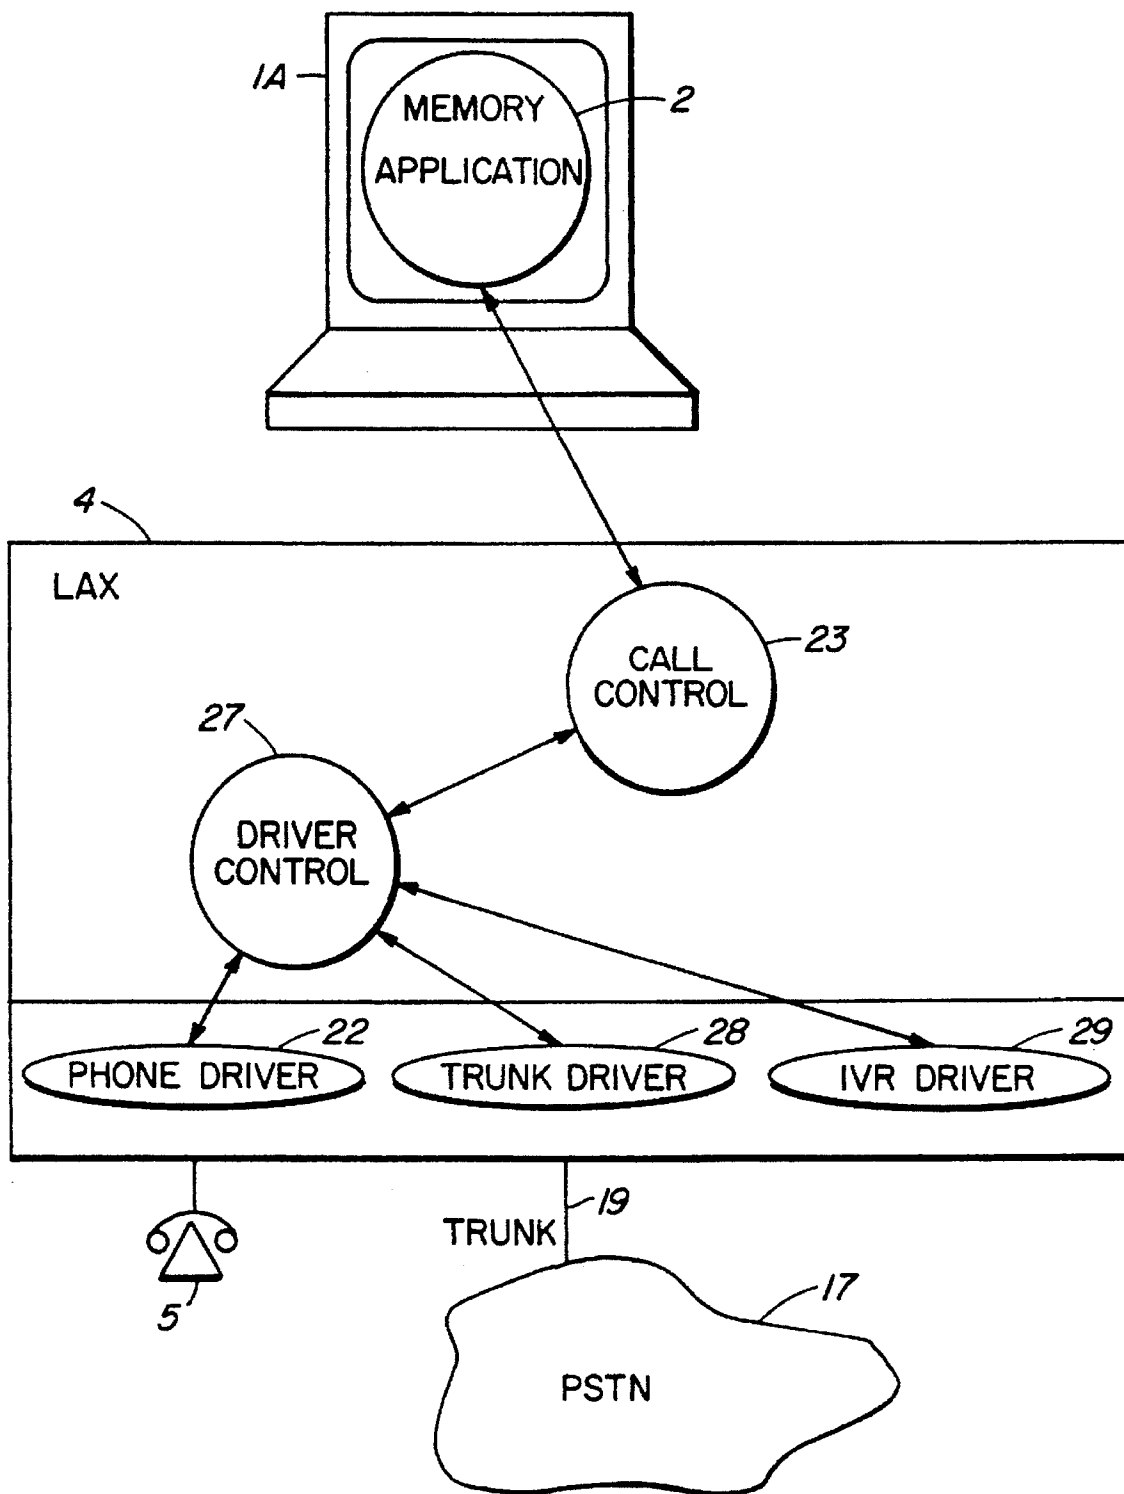 1A
MEMORY
APPLICATION
2
4
LAX
CALL
CONTROL
23
27
DRIVER
CONTROL
22
PHONE DRIVER
28
TRUNK DRIVER
29
IVR DRIVER
5
TRUNK
19
17
PSTN